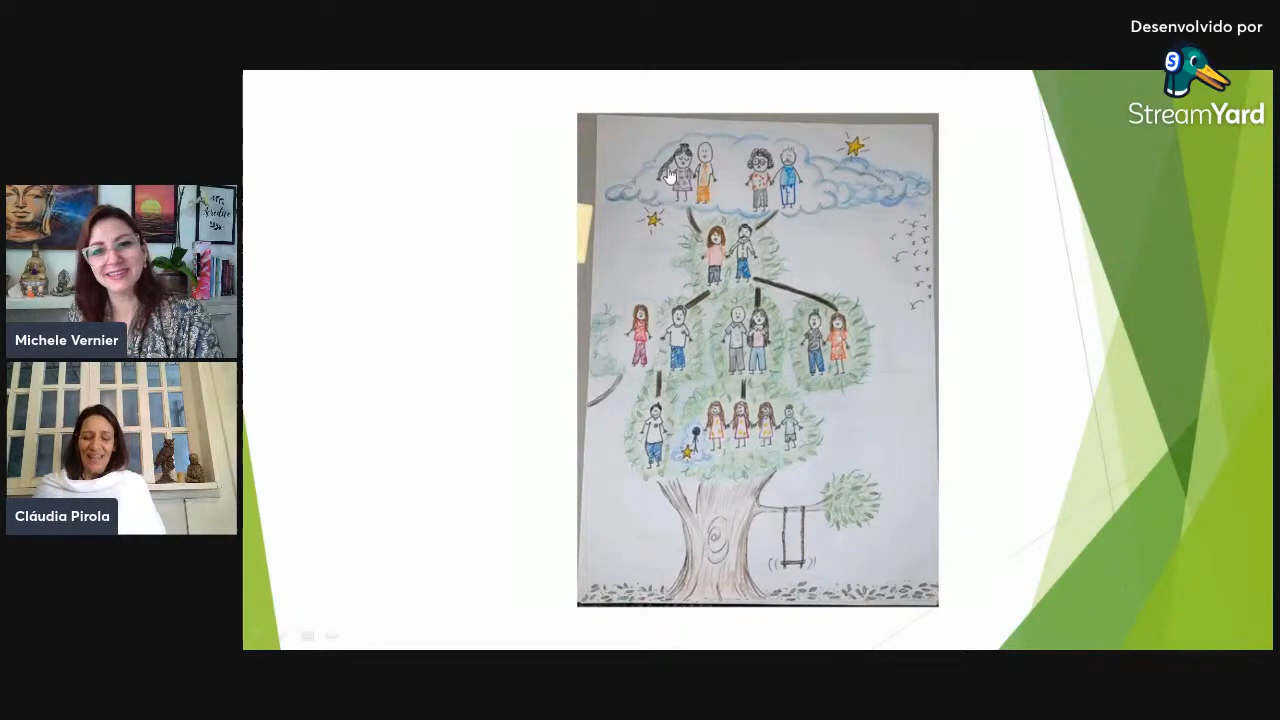 Desenvolvido por
StreamYard
Michele Vernier
Cláudia Pirola